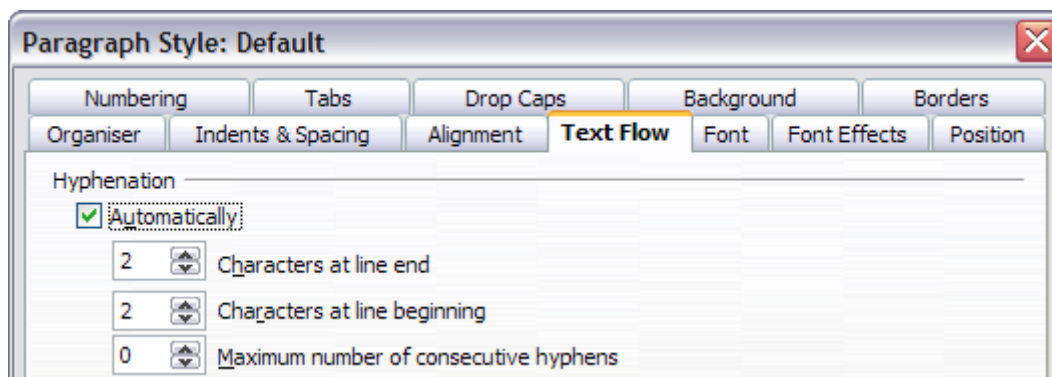 Paragraph Style: Default
Numbering Tabs Drop Caps Background Borders
Organiser Indents & Spacing Alignment Text Flow Font Font Effects Position
Hyphenation
Automatically
2 Characters at line end
2 Characters at line beginning
0 Maximum number of consecutive hyphens